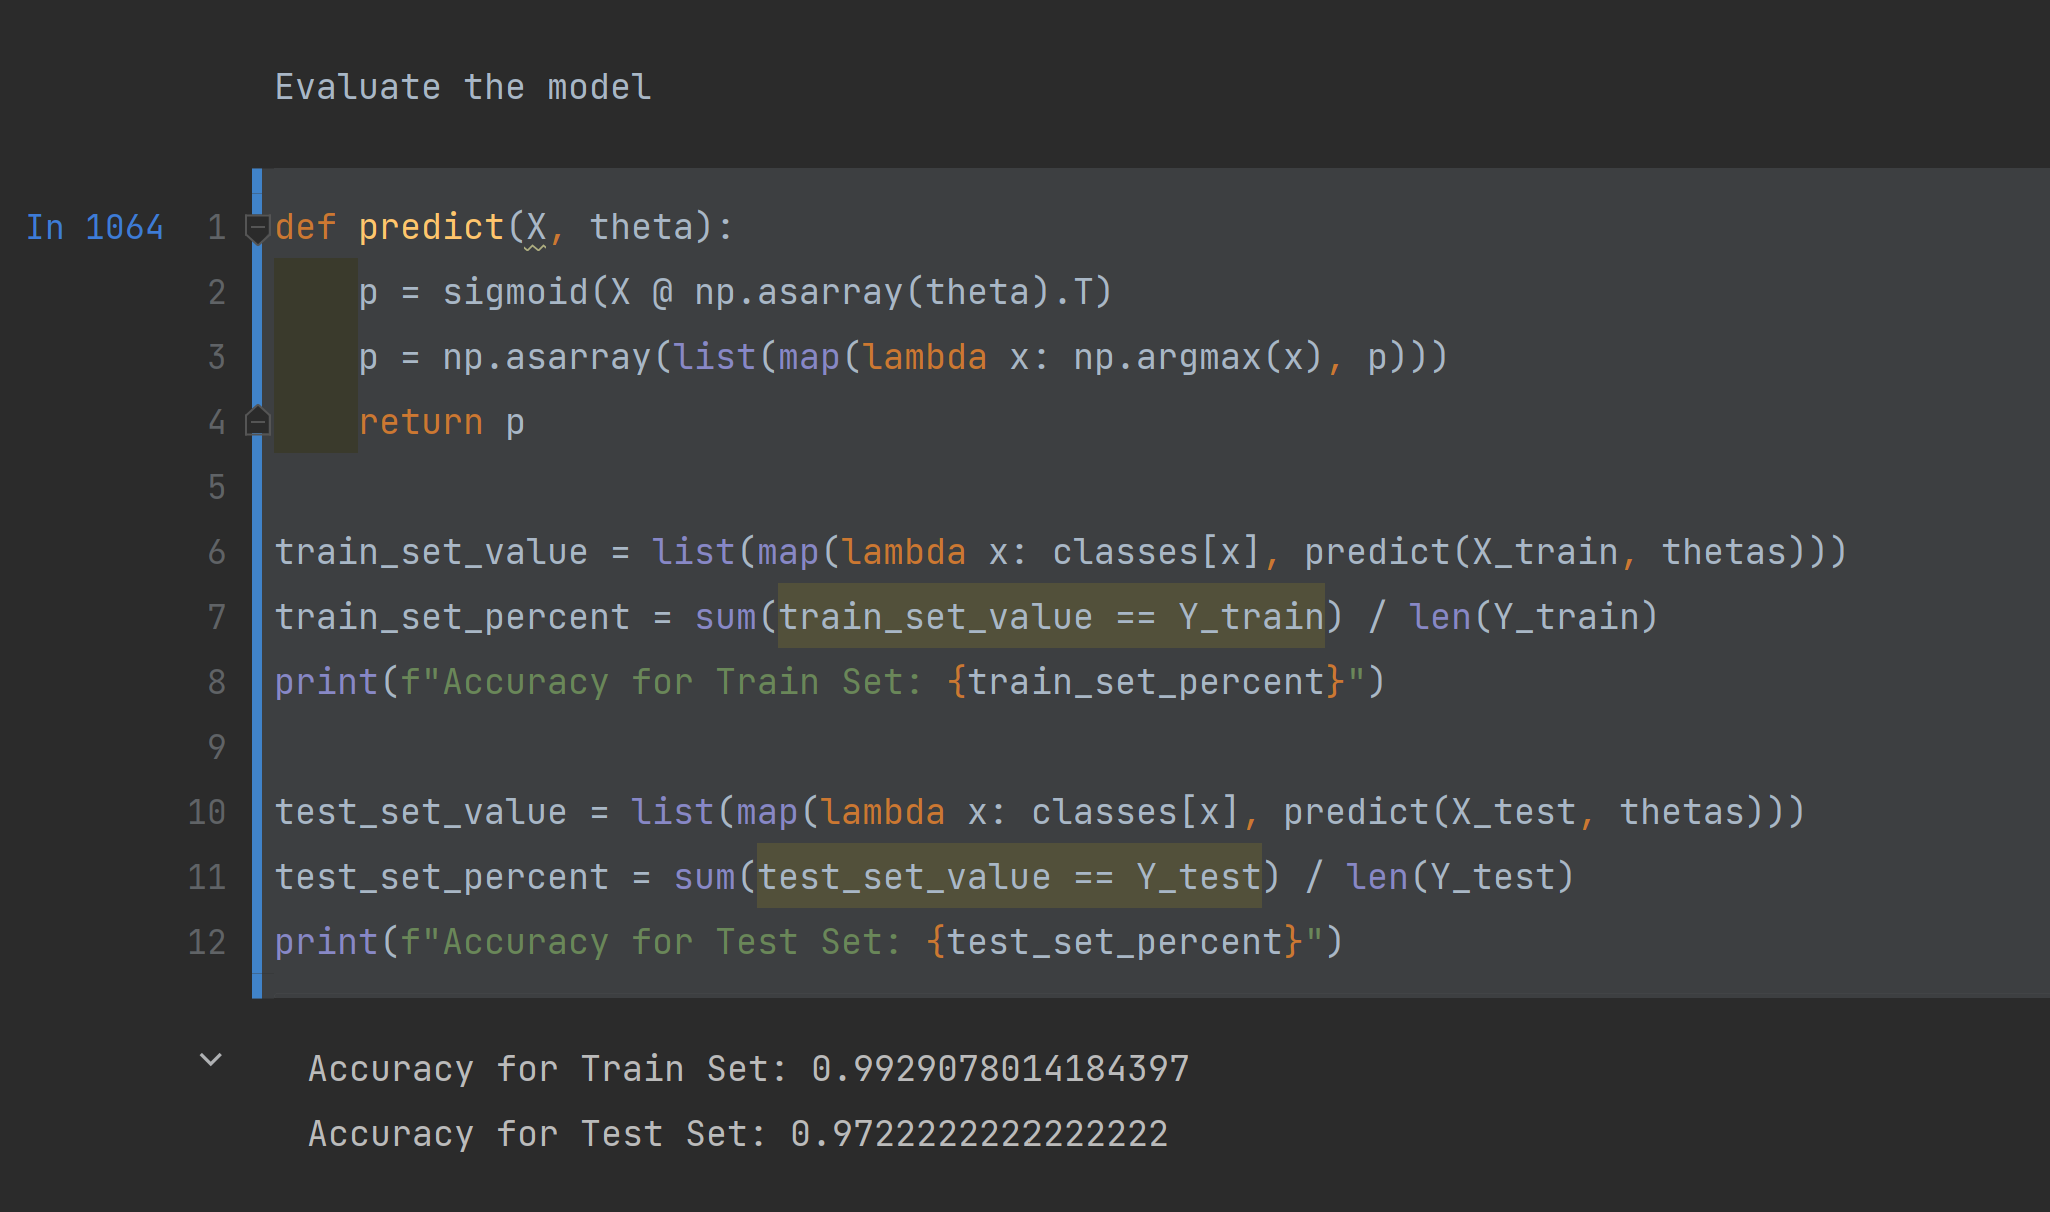 Evaluate the model
In 1064
1 def predict(X, theta):
2     p = sigmoid(X @ np.asarray(theta).T)
3     p = np.asarray(list(map(lambda x: np.argmax(x), p)))
4     return p
5
6 train_set_value = list(map(lambda x: classes[x], predict(X_train, thetas)))
7 train_set_percent = sum(train_set_value == Y_train) / len(Y_train)
8 print(f"Accuracy for Train Set: {train_set_percent}")
9
10 test_set_value = list(map(lambda x: classes[x], predict(X_test, thetas)))
11 test_set_percent = sum(test_set_value == Y_test) / len(Y_test)
12 print(f"Accuracy for Test Set: {test_set_percent}")
Accuracy for Train Set: 0.9929078014184397
Accuracy for Test Set: 0.9722222222222222